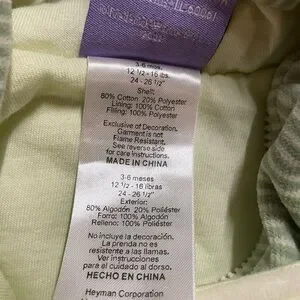 3-6 mos.
12 1/2 - 16 lbs.
24 - 26 1/2"
Shell:
80% Cotton 20% Polyester
Lining: 100% Cotton
Filling: 100% Polyester
Exclusive of Decoration.
Garment is not
Flame Resistant.
See reverse side
for care instructions.
MADE IN CHINA
3-6 meses
12 1/2 - 16 libras
24 - 26 1/2"
Exterior:
80% Algodón 20% Poliéster
Forro: 100% Algodón
Relleno: 100% Poliéster
No incluye la decoración.
La prenda no es
resistente a las llamas.
Ver instrucciones
para el cuidado al dorso.
HECHO EN CHINA
Heyman Corporation